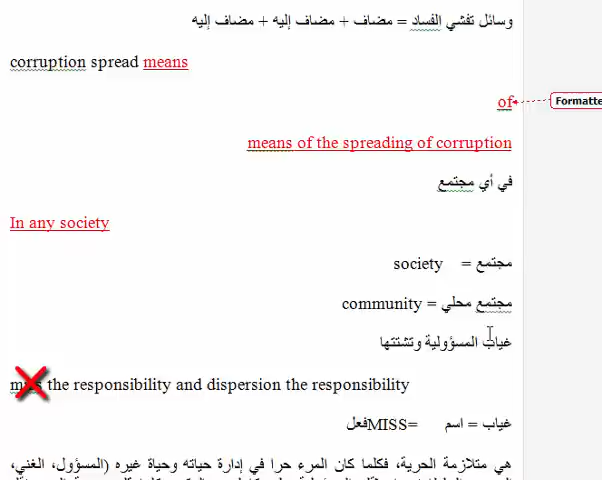 وسائل تفشي الفساد = مضاف + مضاف إليه + مضاف إليه
corruption spread means
of
Formatte
means of the spreading of corruption
في أي مجتمع
In any society
مجتمع = society
مجتمع محلي = community
غياب المسؤولية وتشتتها
the responsibility and dispersion the responsibility
غياب = اسم MISS= فعل
هي متلازمة الحرية، فكلما كان المرء حرا في إدارة حياته وحياة غيره (المسؤول، الغني،